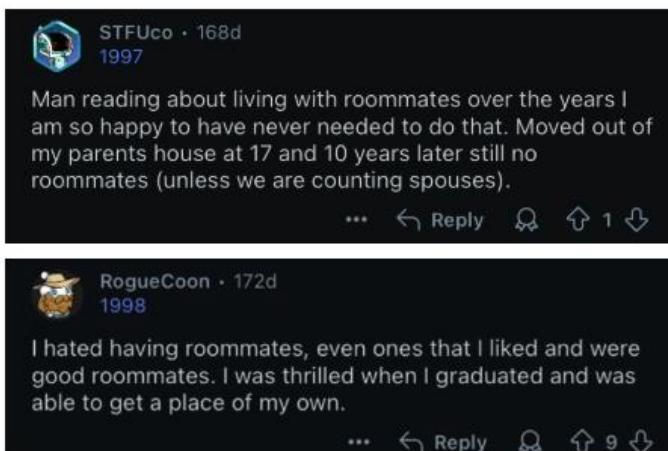 STFUco · 168d
1997
Man reading about living with roommates over the years I
am so happy to have never needed to do that. Moved out of
my parents house at 17 and 10 years later still no
roommates (unless we are counting spouses).
... Reply 1
RogueCoon · 172d
1998
I hated having roommates, even ones that I liked and were
good roommates. I was thrilled when I graduated and was
able to get a place of my own.
... Reply 9